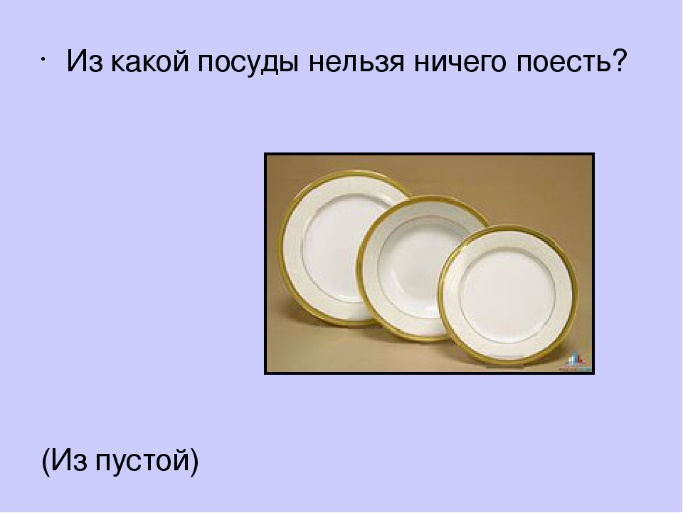 • Из какой посуды нельзя ничего поесть?
(Из пустой)